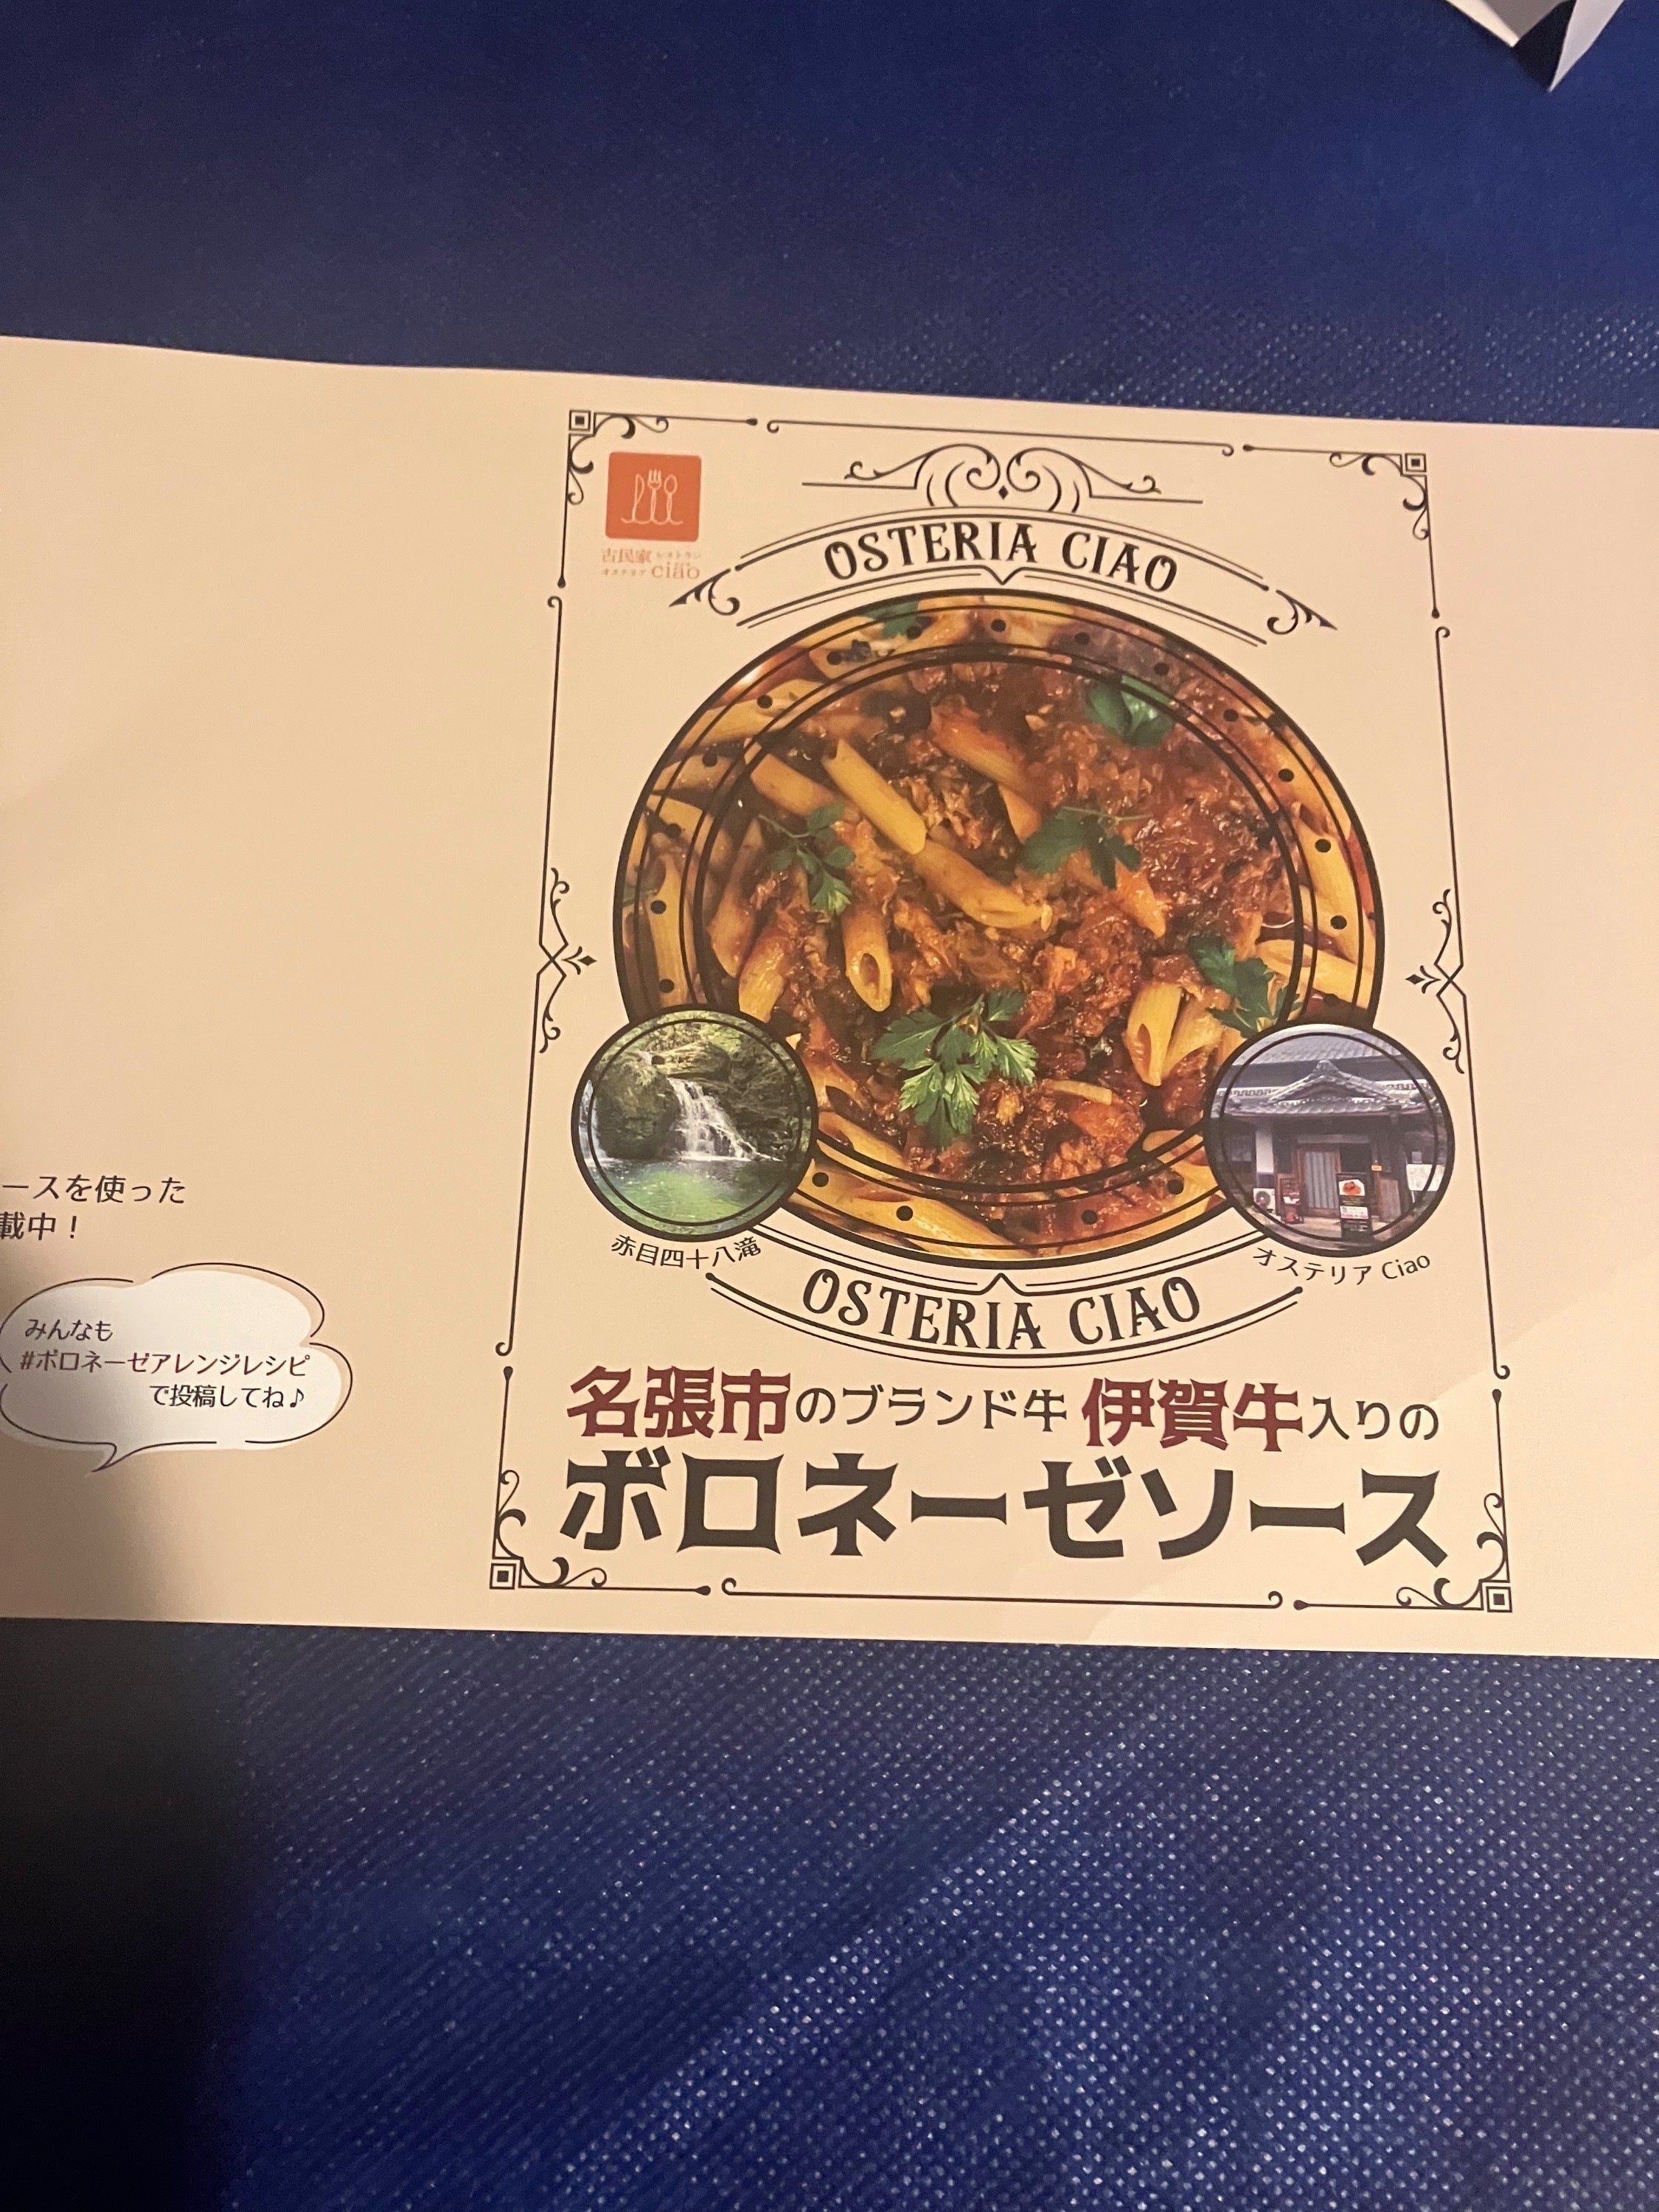 古民家 レストラン
オステリア ciao
OSTERIA CIAO
赤目四十八滝
オステリア Ciao
OSTERIA CIAO
名張市のブランド牛 伊賀牛入りの
ボロネーゼソース
ースを使った
載中！
みんなも
#ボロネーゼアレンジレシピ
で投稿してね♪